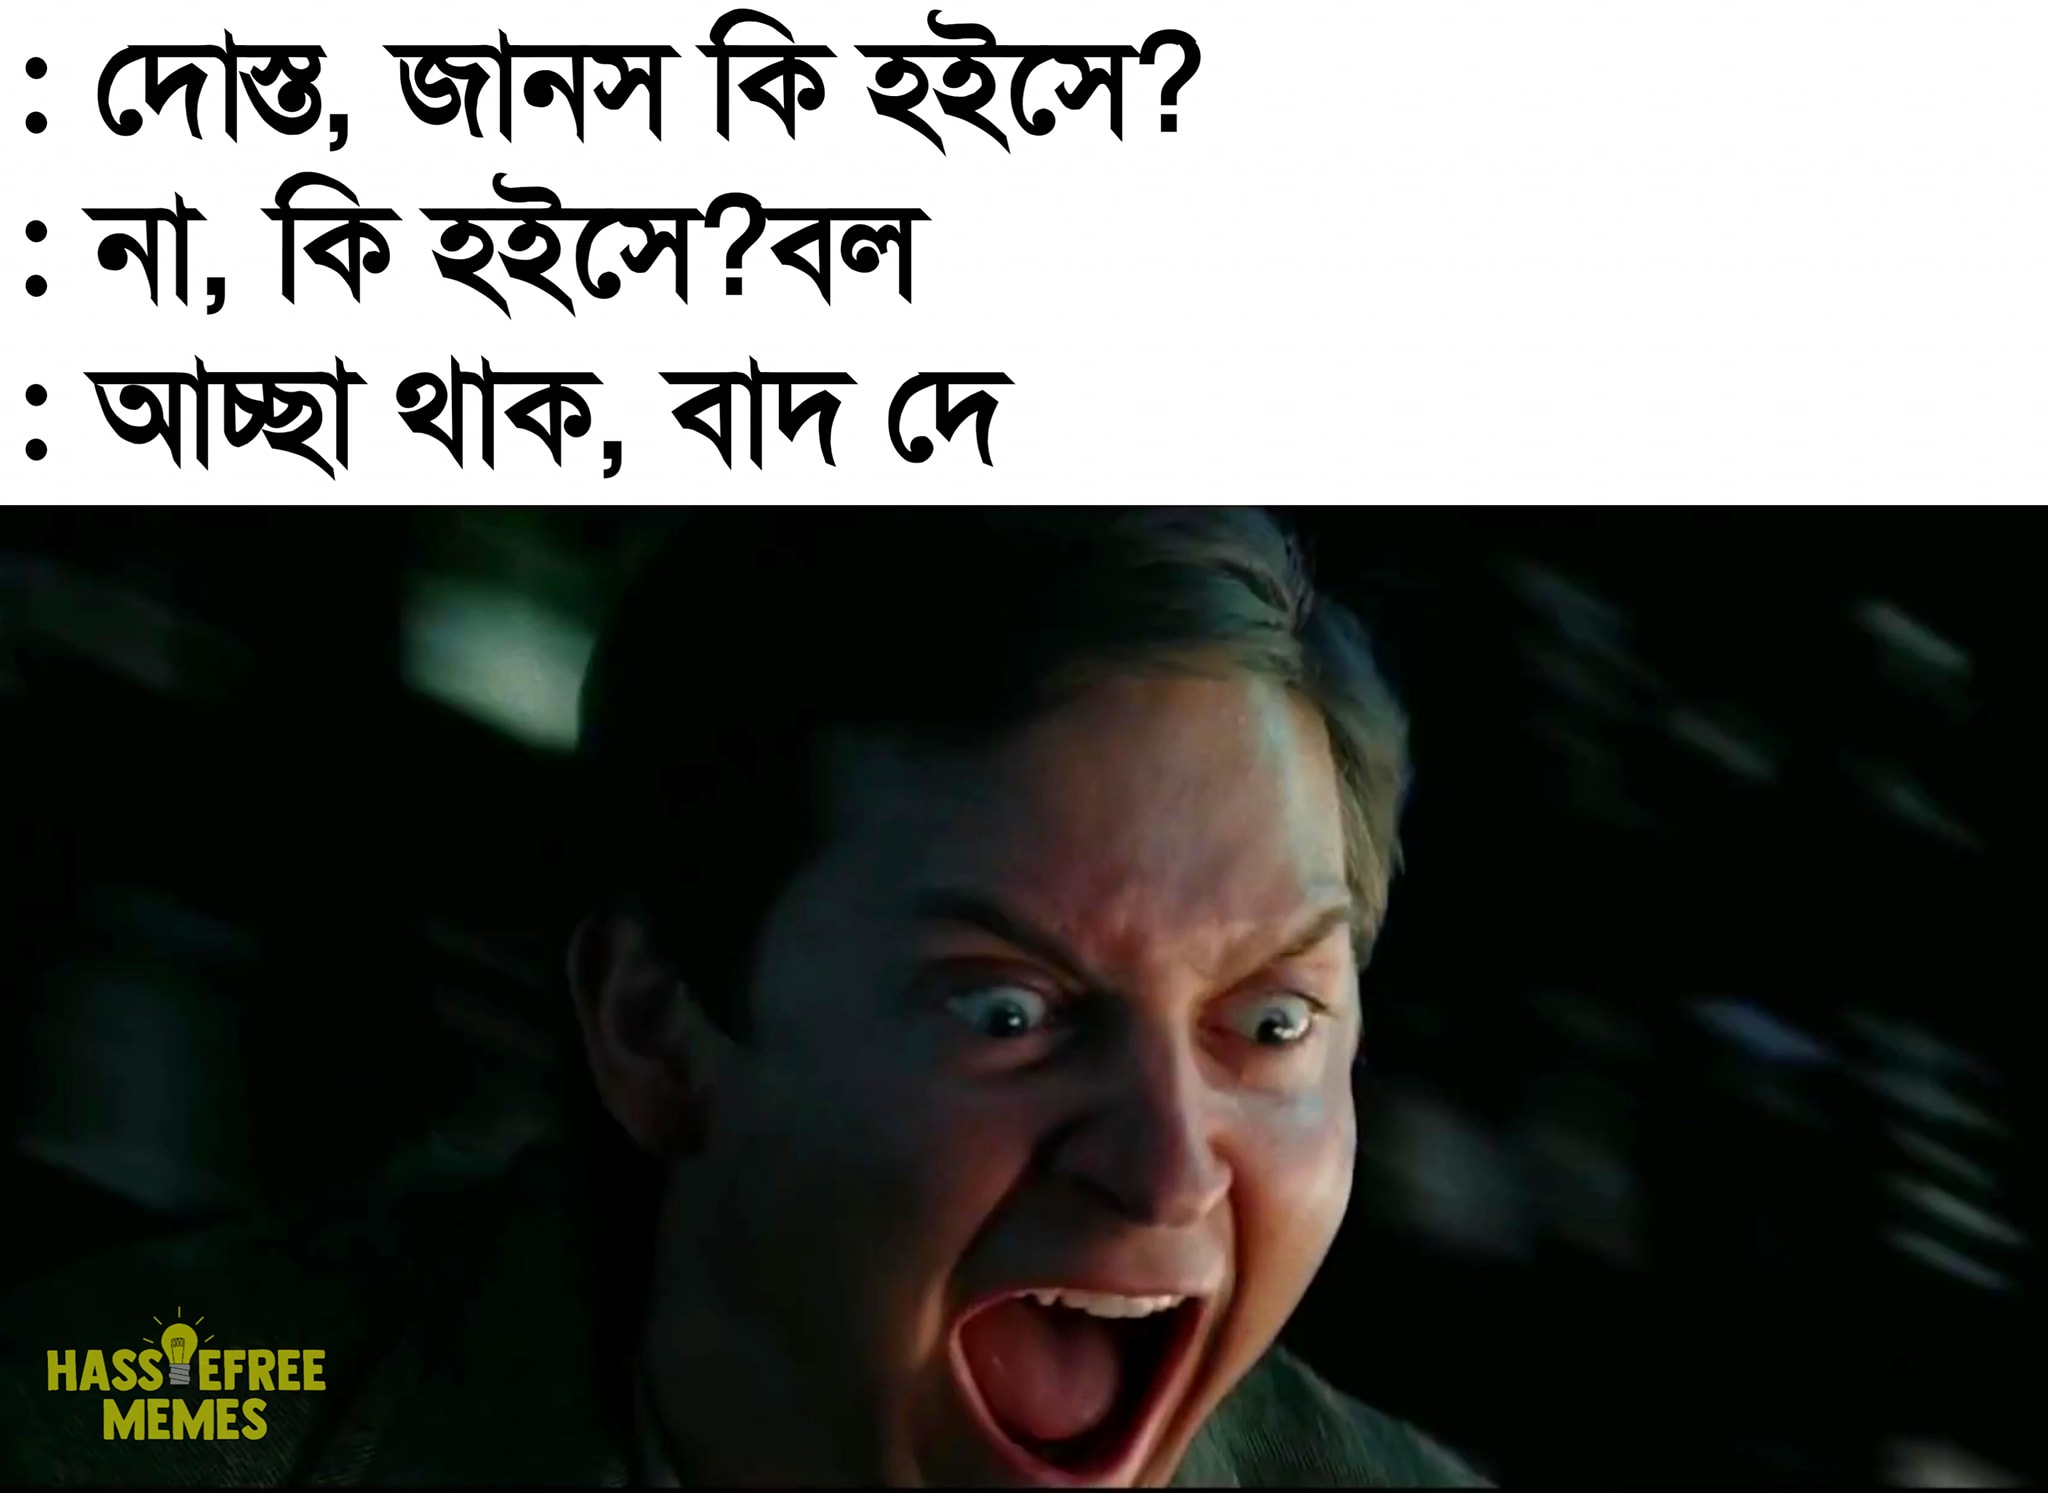 : দোস্ত, জানস কি হইসে?
: না, কি হইসে?বল
: আচ্ছা থাক, বাদ দে
HASSLEFREE
MEMES